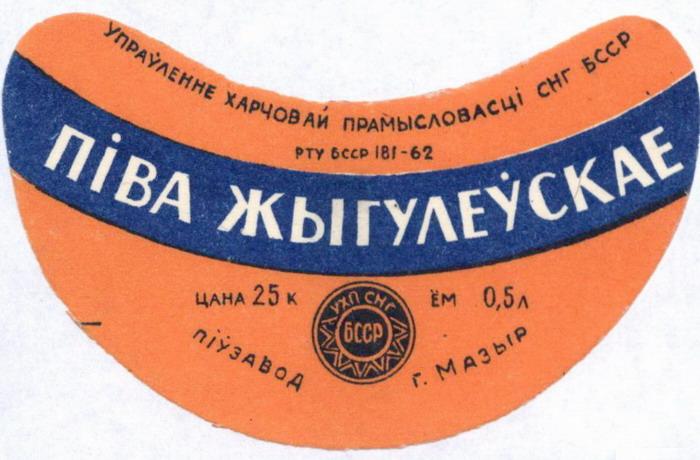 УПРАЎЛЕННЕ ХАРЧОВАЙ ПРАМЫСЛОВАСЦІ СНГ БССР
РТУ БССР 181-62
ПІВА ЖЫГУЛЕЎСКАЕ
ЦАНА 25 К
ЁМ 0,5 Л
УХП СНГ
БССР
ПІЎЗАВОД
Г. МАЗЫР